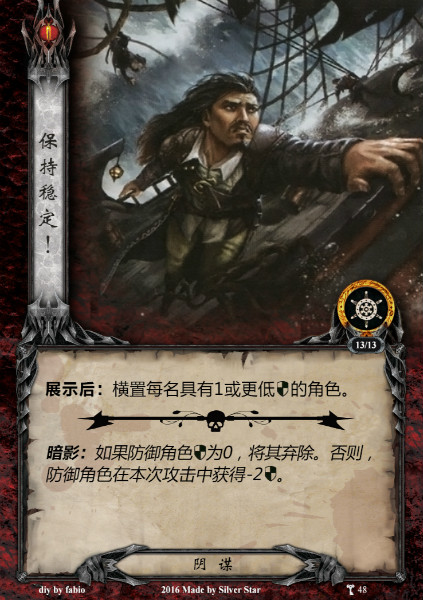 保持稳定！
13/13
展示后：横置每名具有1或更低的角色。
暗影：如果防御角色为0，将其弃除。否则，
防御角色在本次攻击中获得-2。
阴谋
diy by fabio 2016 Made by Silver Star 48